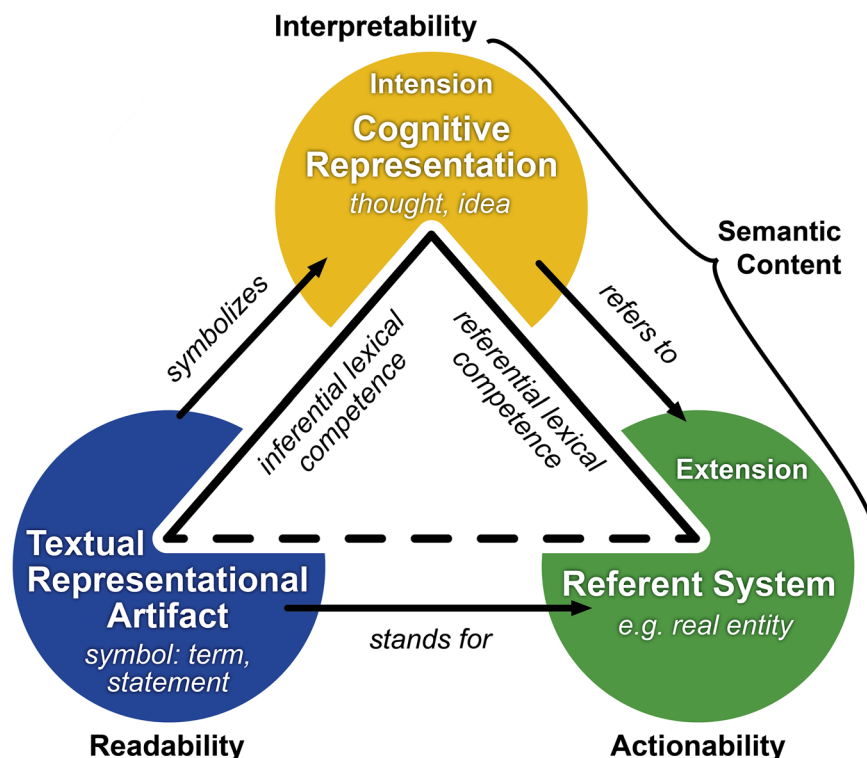 Interpretability
Intension
Cognitive
Representation
thought, idea
Semantic
Content
symbolizes
refers to
inferential lexical
competence
referential lexical
competence
Extension
Textual
Representational
Artifact
symbol: term,
statement
Referent System
e.g. real entity
stands for
Readability
Actionability